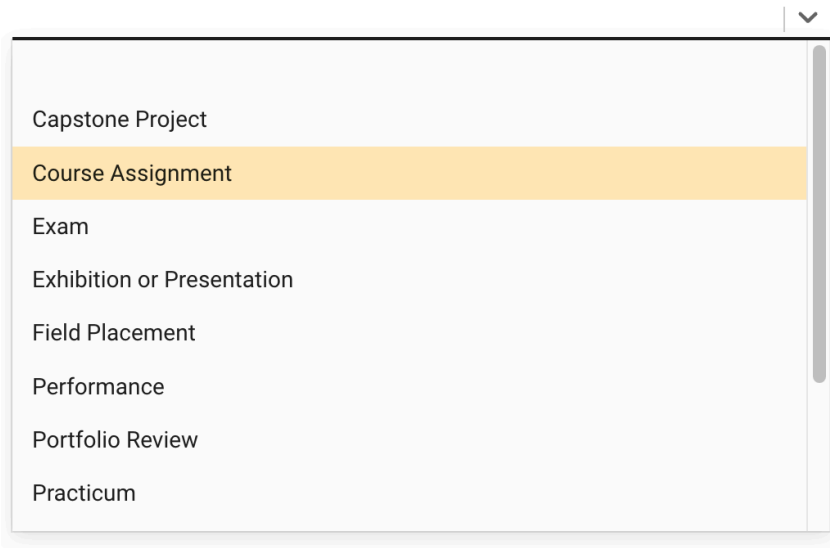 Capstone Project
Course Assignment
Exam
Exhibition or Presentation
Field Placement
Performance
Portfolio Review
Practicum